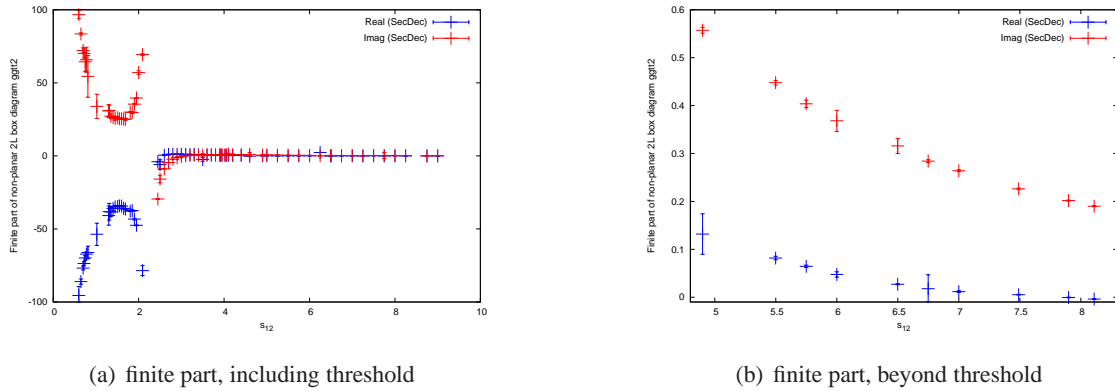 Finite part of non-planar 2L box diagram ggtt2
100
50
0
-50
-100
0
2
4
6
8
10
s12
Real (SecDec)
Imag (SecDec)
(a) finite part, including threshold
Finite part of non-planar 2L box diagram ggtt2
0.6
0.5
0.4
0.3
0.2
0.1
0
5
5.5
6
6.5
7
7.5
8
s12
Real (SecDec)
Imag (SecDec)
(b) finite part, beyond threshold